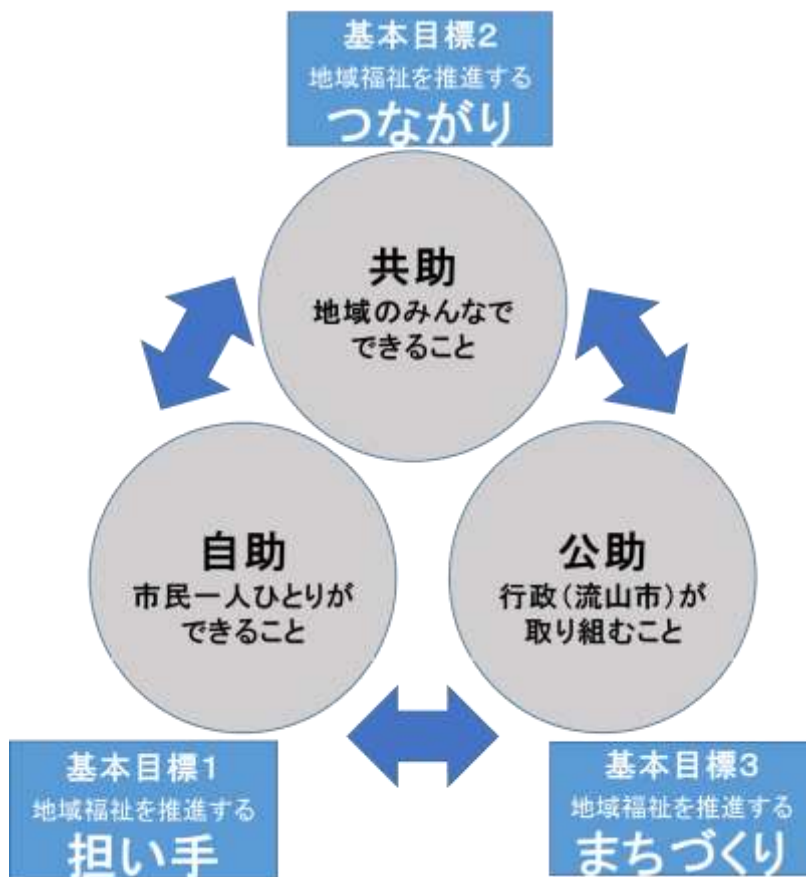 基本目標2
地域福祉を推進する
つながり
共助
地域のみんなで
できること
自助
市民一人ひとりが
できること
公助
行政(流山市)が
取り組むこと
基本目標1
地域福祉を推進する
担い手
基本目標3
地域福祉を推進する
まちづくり